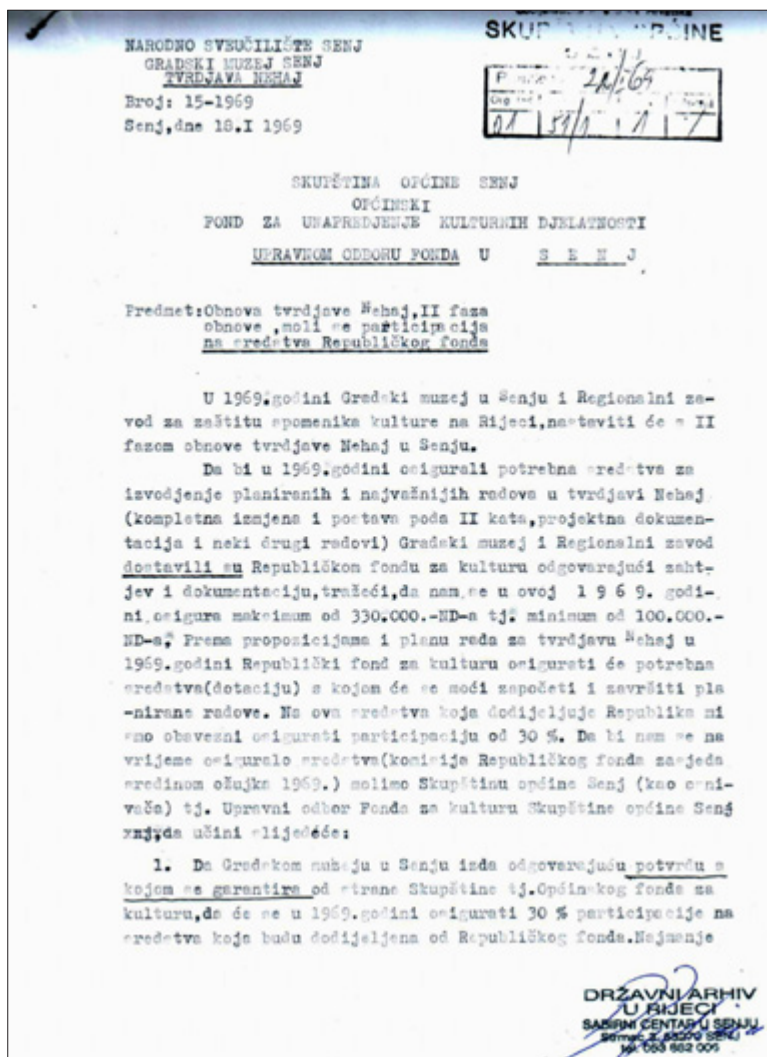 SKUPŠTINA OPĆINE
NARODNO SVEUČILIŠTE SENJ
GRADSKI MUZEJ SENJ
TVRDJAVA NEHAJ
Broj: 15-1969
Senj,dne 18.I 1969
01
SKUPŠTINA OPĆINE SENJ
OPĆINSKI
FOND ZA UNAPREDJENJE KULTURNIH DJELATNOSTI
UPRAVNOM ODBORU FONDA U S E N J
Predmet:Obnova tvrdjave Nehaj,II faza
obnove ,moli se participacija
na sredstva Republičkog fonda
U 1969.godini Gradski muzej u Senju i Regionalni za-
vod za zaštitu spomenika kulture na Rijeci,nastaviti će s II
fazom obnove tvrdjave Nehaj u Senju.
Da bi u 1969.godini osigurali potrebna sredstva za
izvodjenje planiranih i najvažnijih radova u tvrdjavi Nehaj
(kompletna izmjena i postava poda II kata,projektna dokumen-
tacija i neki drugi radovi) Gradski muzej i Regionalni zavod
dostavili su Republičkom fondu za kulturu odgovarajući zaht-
jev i dokumentaciju,tražeći,da nam,se u ovoj 1 9 6 9. godi-
ni,osigura maksimum od 330.000.-ND-a tj. minimum od 100.000.-
ND-a. Prema propozicijama i planu rada za tvrdjavu Nehaj u
1969.godini Republički fond za kulturu osigurati će potrebna
sredstva(dotaciju) s kojom će se moći započeti i završiti pla
-nirane radove. Na ova sredstva koja dodijeljuje Republika mi
smo obavezni osigurati participaciju od 30 %. Da bi nam se na
vrijeme osiguralo sredstva(komisija Republičkog fonda zasjeda
sredinom ožujka 1969.) molimo Skupštinu općine Senj (kao osni-
vača) tj. Upravni odbor Fonda za kulturu Skupštine općine Senj
da učini slijedeće:
1. Da Gradskom muzeju u Senju izda odgovarajuću potvrdu s
kojom se garantira od strane Skupštine tj.Općinskog fonda za
kulturu,da će se u 1969.godini osigurati 30 % participacije na
sredstva koja budu dodijeljena od Republičkog fonda.Najmanje
DRŽAVNI ARHIV
U RIJECI
SABIRNI CENTAR U SENJU